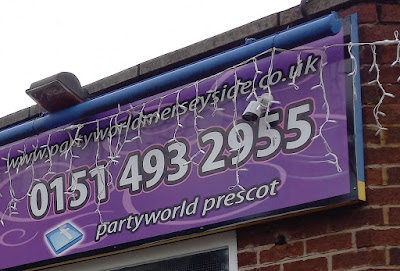 www.partyworldmerseyside.co.uk
0151 493 2955
partyworld prescot